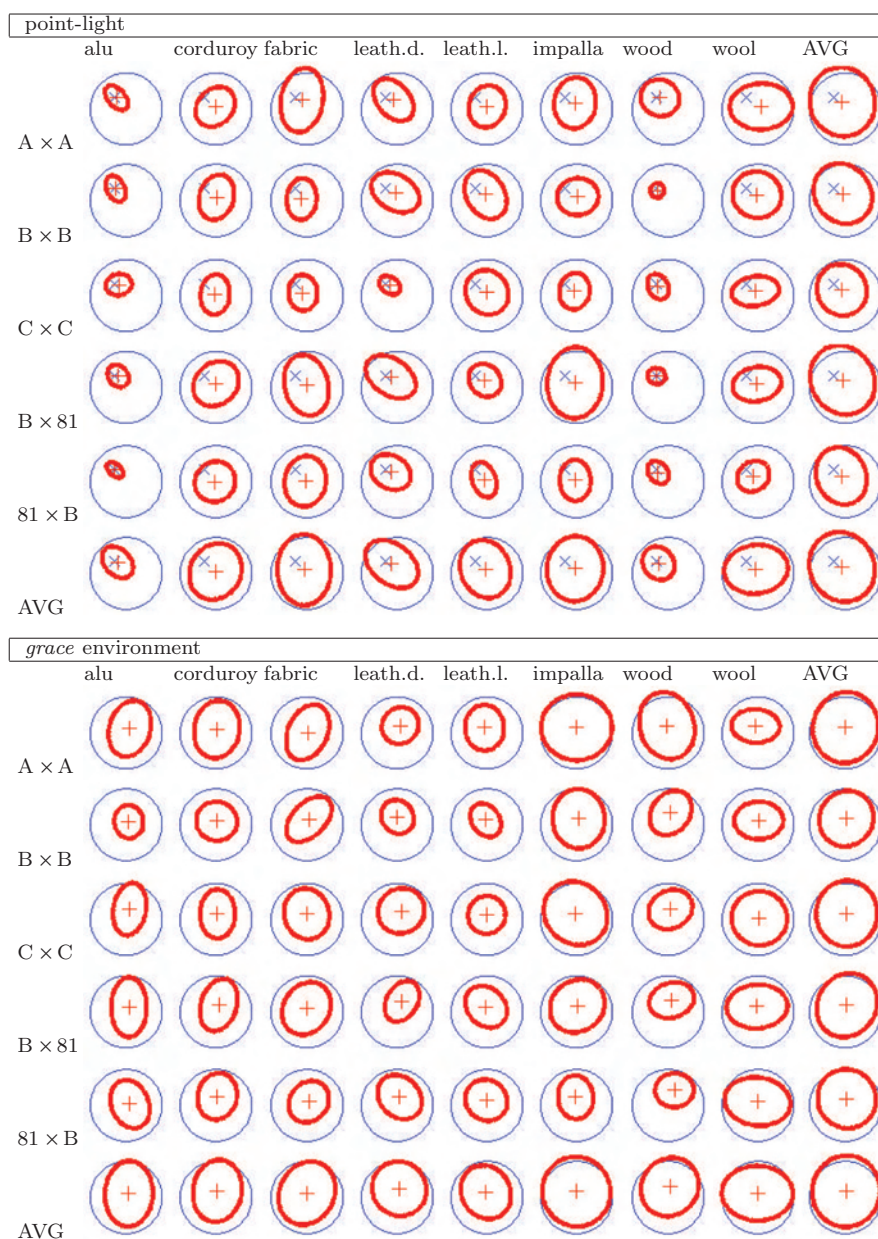 point-light
alu corduroy fabric leath.d. leath.l. impalla wood wool AVG
A × A
B × B
C × C
B × 81
81 × B
AVG
grace environment
alu corduroy fabric leath.d. leath.l. impalla wood wool AVG
A × A
B × B
C × C
B × 81
81 × B
AVG